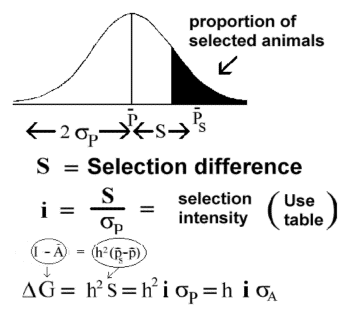 proportion of
selected animals
P̄ P̄S
← 2 σP → ← S →
S = Selection difference
i = S/σP = selection intensity (Use table)
I - Ā = h²(p̄S-p̄)
ΔG = h² S = h² i σP = h i σA